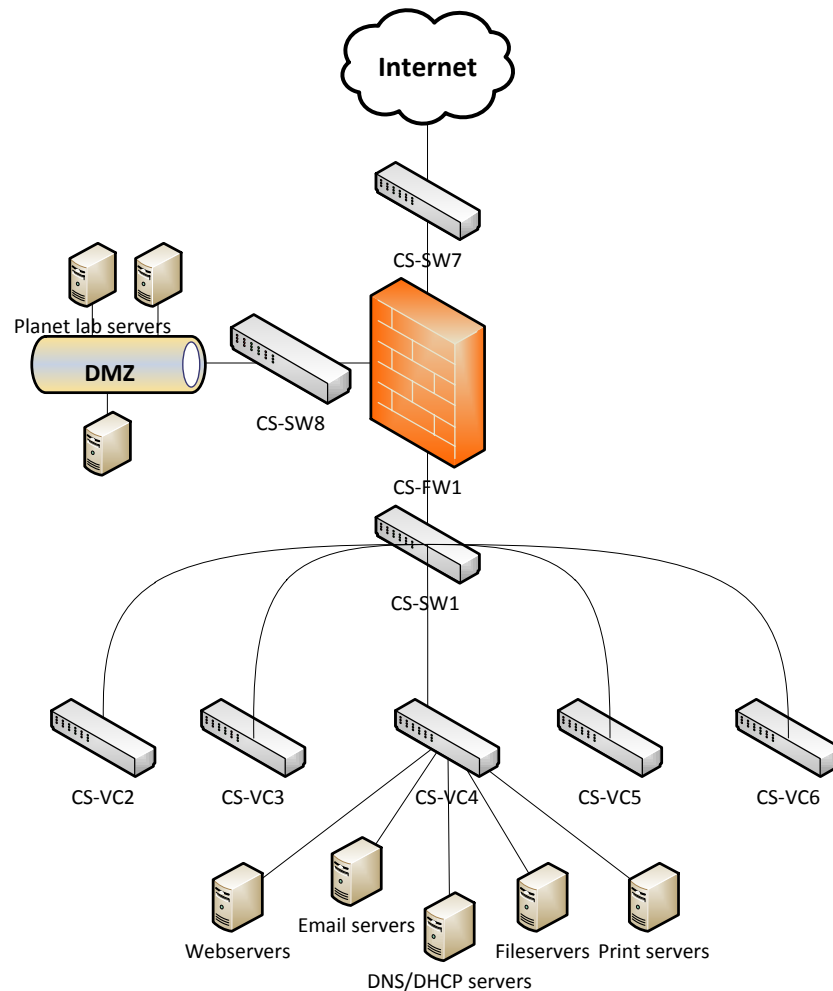 Internet
CS-SW7
Planet lab servers
DMZ
CS-SW8
CS-FW1
CS-SW1
CS-VC2
CS-VC3
CS-VC4
CS-VC5
CS-VC6
Webservers
Email servers
DNS/DHCP servers
Fileservers
Print servers